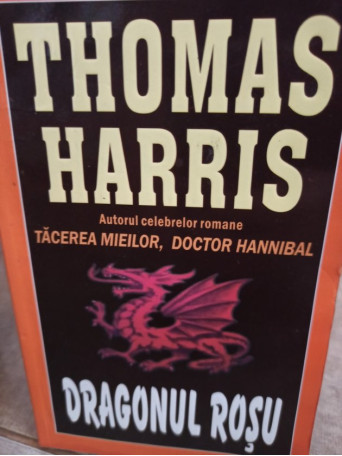 THOMAS
HARRIS
Autorul celebrelor romane
TĂCEREA MIEILOR, DOCTOR HANNIBAL
DRAGONUL ROȘU